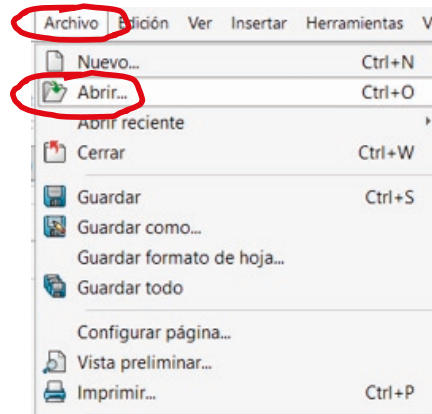 Archivo Edición Ver Insertar Herramientas V
Nuevo... Ctrl+N
Abrir... Ctrl+O
Abrir reciente
Cerrar Ctrl+W
Guardar Ctrl+S
Guardar como...
Guardar formato de hoja...
Guardar todo
Configurar página...
Vista preliminar...
Imprimir... Ctrl+P